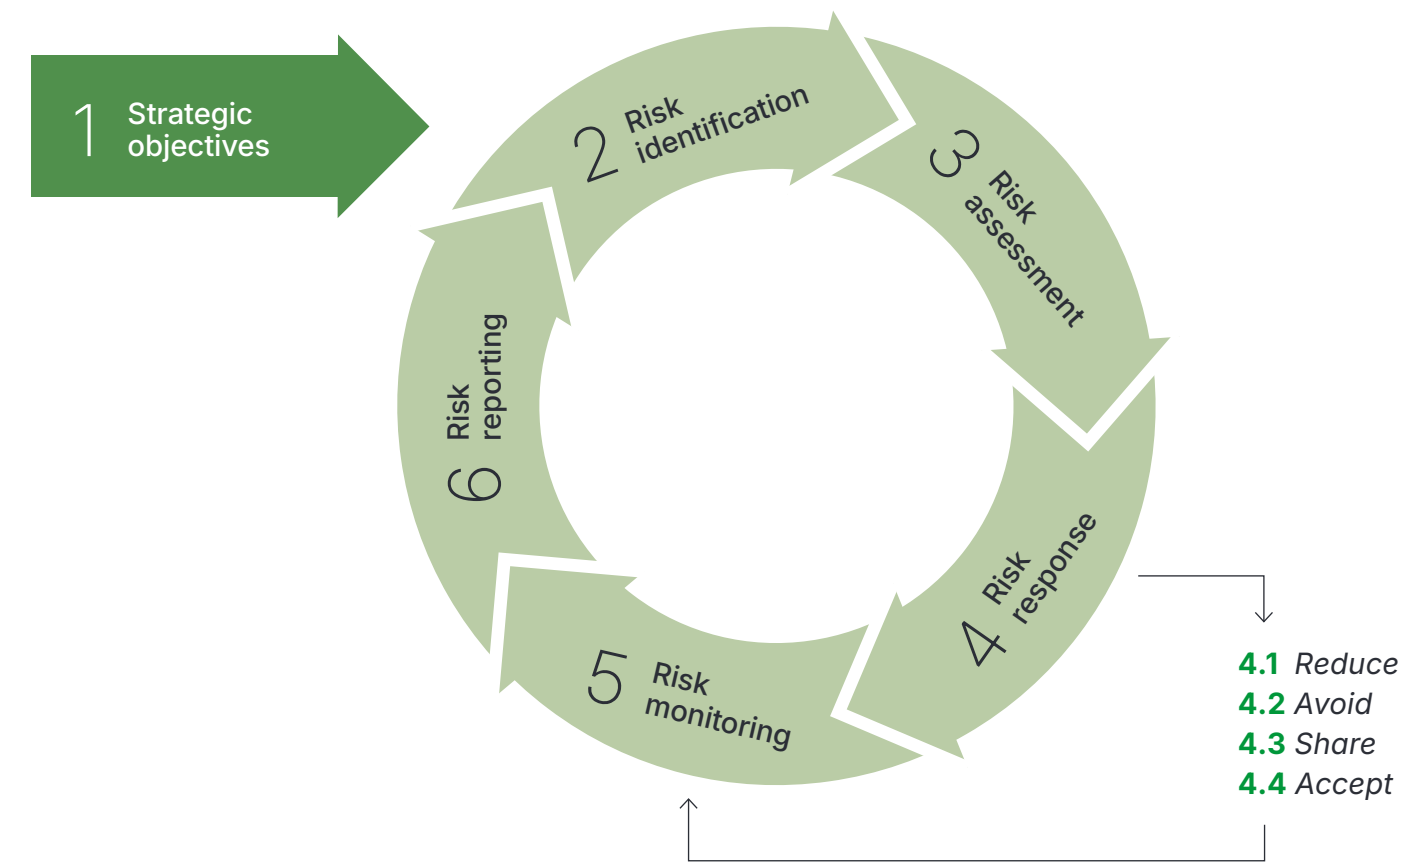 1
Strategic
objectives
2
Risk
identification
3
Risk
assessment
4
Risk
response
4.1 Reduce
4.2 Avoid
4.3 Share
4.4 Accept
5
Risk
monitoring
6
Risk
reporting